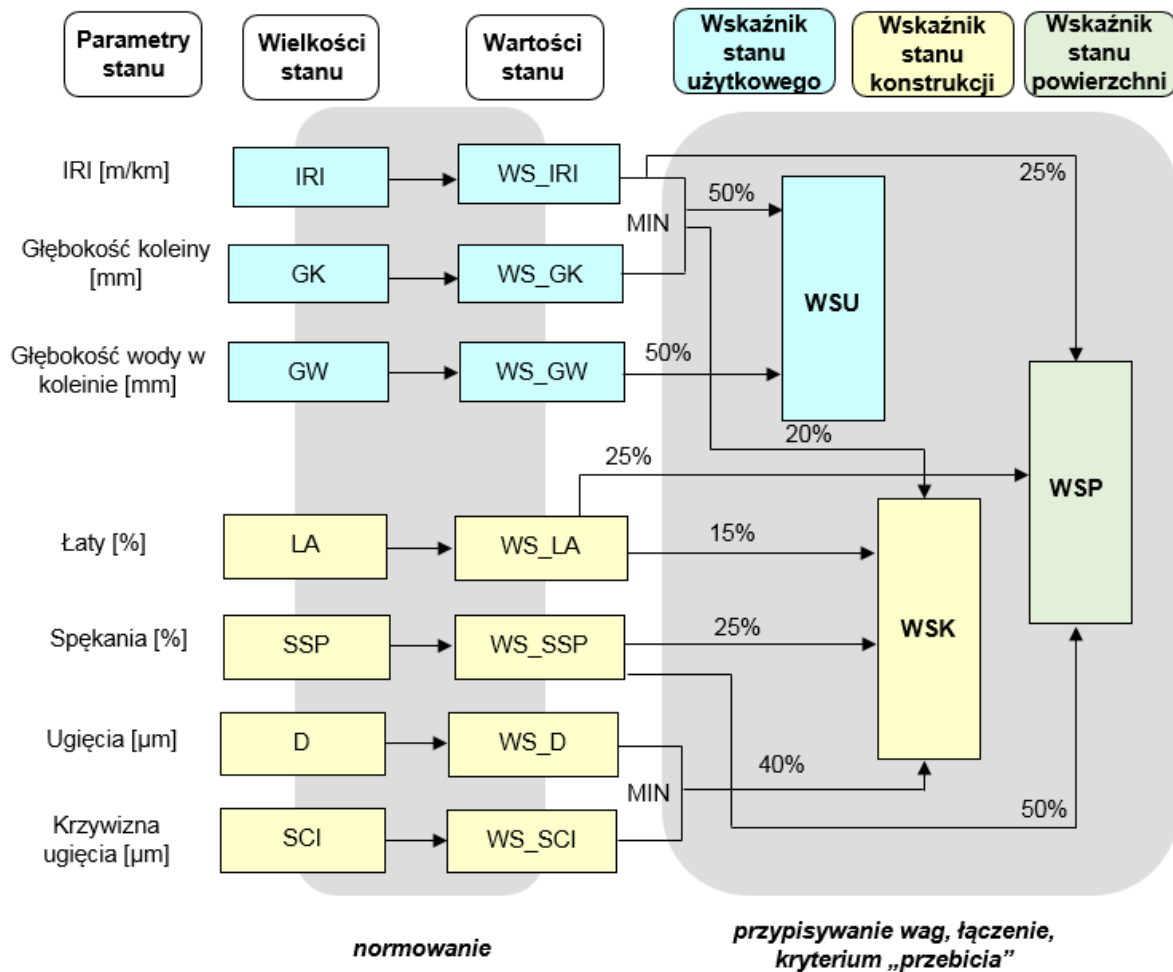 Parametry
stanu
Wielkości
stanu
Wartości
stanu
Wskaźnik
stanu
użytkowego
Wskaźnik
stanu
konstrukcji
Wskaźnik
stanu
powierzchni
IRI [m/km]
IRI
WS_IRI
25%
50%
MIN
Głębokość koleiny
[mm]
GK
WS_GK
WSU
Głębokość wody w
koleinie [mm]
GW
WS_GW
50%
20%
25%
WSP
Łaty [%]
LA
WS_LA
15%
Spękania [%]
SSP
WS_SSP
25%
WSK
Ugięcia [µm]
D
WS_D
40%
MIN
50%
Krzywizna
ugięcia [µm]
SCI
WS_SCI
normowanie
przypisywanie wag, łączenie,
kryterium „przebicia”